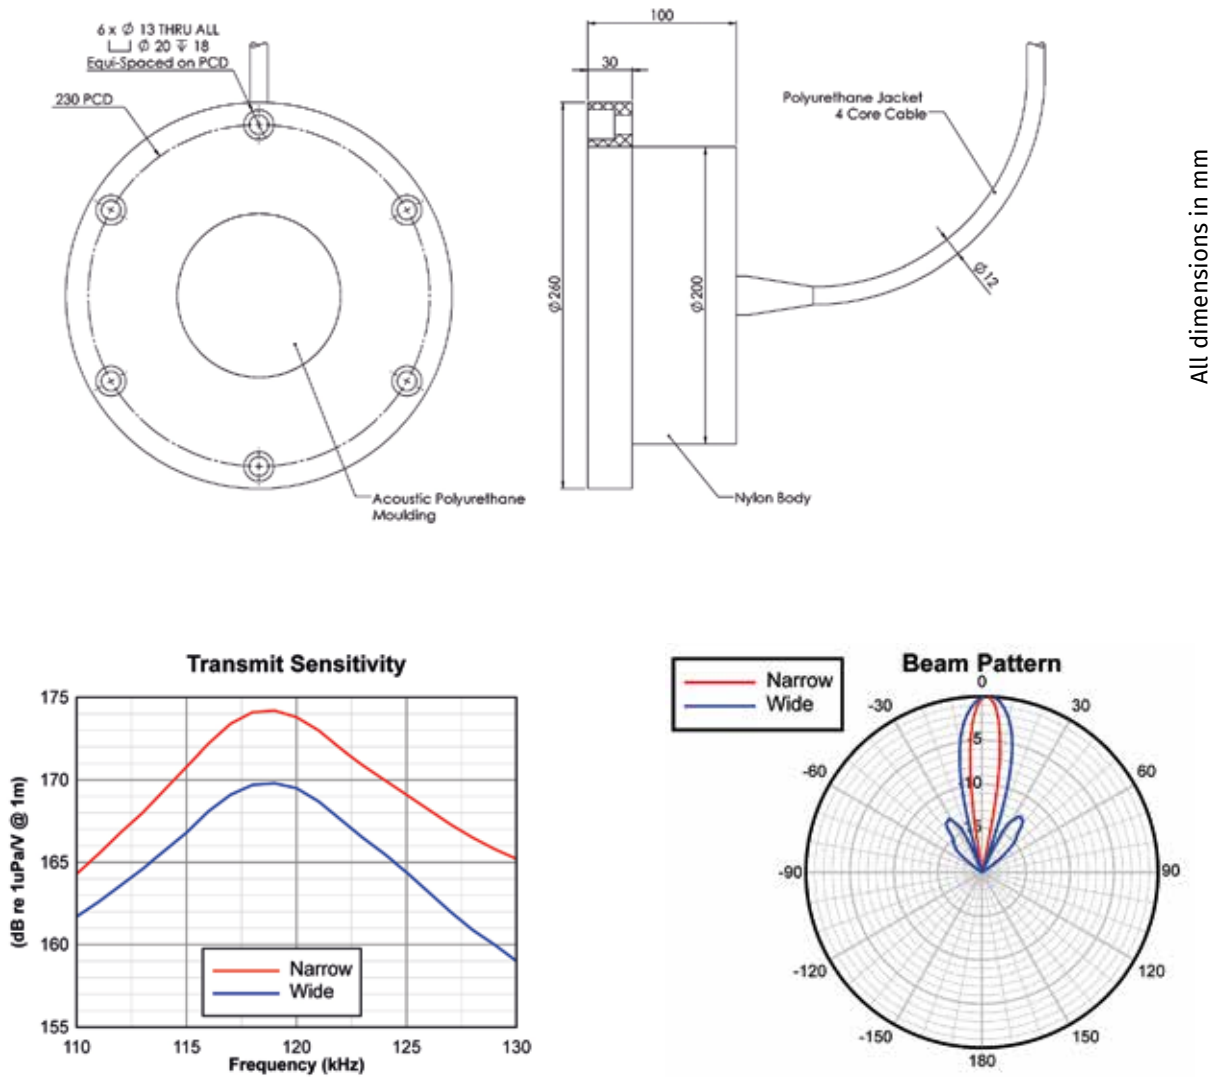 6 x Ø 13 THRU ALL
⌴ Ø 20 ↧ 18
Equi-Spaced on PCD
230 PCD
Acoustic Polyurethane
Moulding
100
30
Ø260
Ø200
Polyurethane Jacket
4 Core Cable
Ø12
Nylon Body
All dimensions in mm
Transmit Sensitivity
(dB re 1uPa/V @ 1m)
175
170
165
160
155
110
115
120
125
130
Frequency (kHz)
Narrow
Wide
Beam Pattern
Narrow
Wide
0
-30
30
-60
60
-90
90
-120
120
-150
150
180
-5
-10